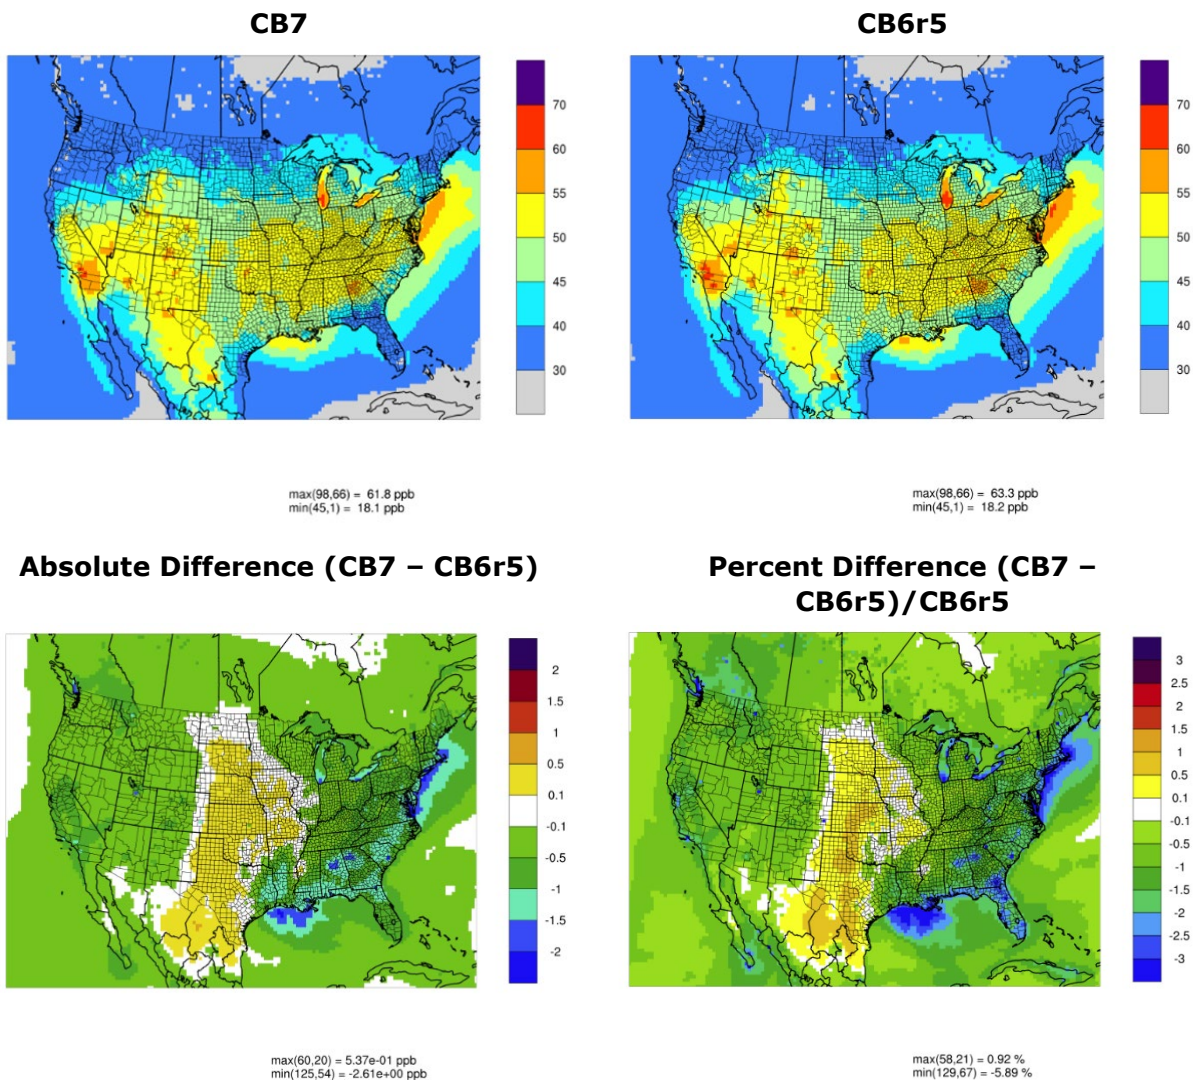 CB7
CB6r5
70
60
55
50
45
40
30
70
60
55
50
45
40
30
max(98,66) = 61.8 ppb
min(45,1) = 18.1 ppb
max(98,66) = 63.3 ppb
min(45,1) = 18.2 ppb
Absolute Difference (CB7 – CB6r5)
Percent Difference (CB7 –
CB6r5)/CB6r5
2
1.5
1
0.5
0.1
-0.1
-0.5
-1
-1.5
-2
3
2.5
2
1.5
1
0.5
0.1
-0.1
-0.5
-1
-1.5
-2
-2.5
-3
max(60,20) = 5.37e-01 ppb
min(125,54) = -2.61e+00 ppb
max(58,21) = 0.92 %
min(129,67) = -5.89 %